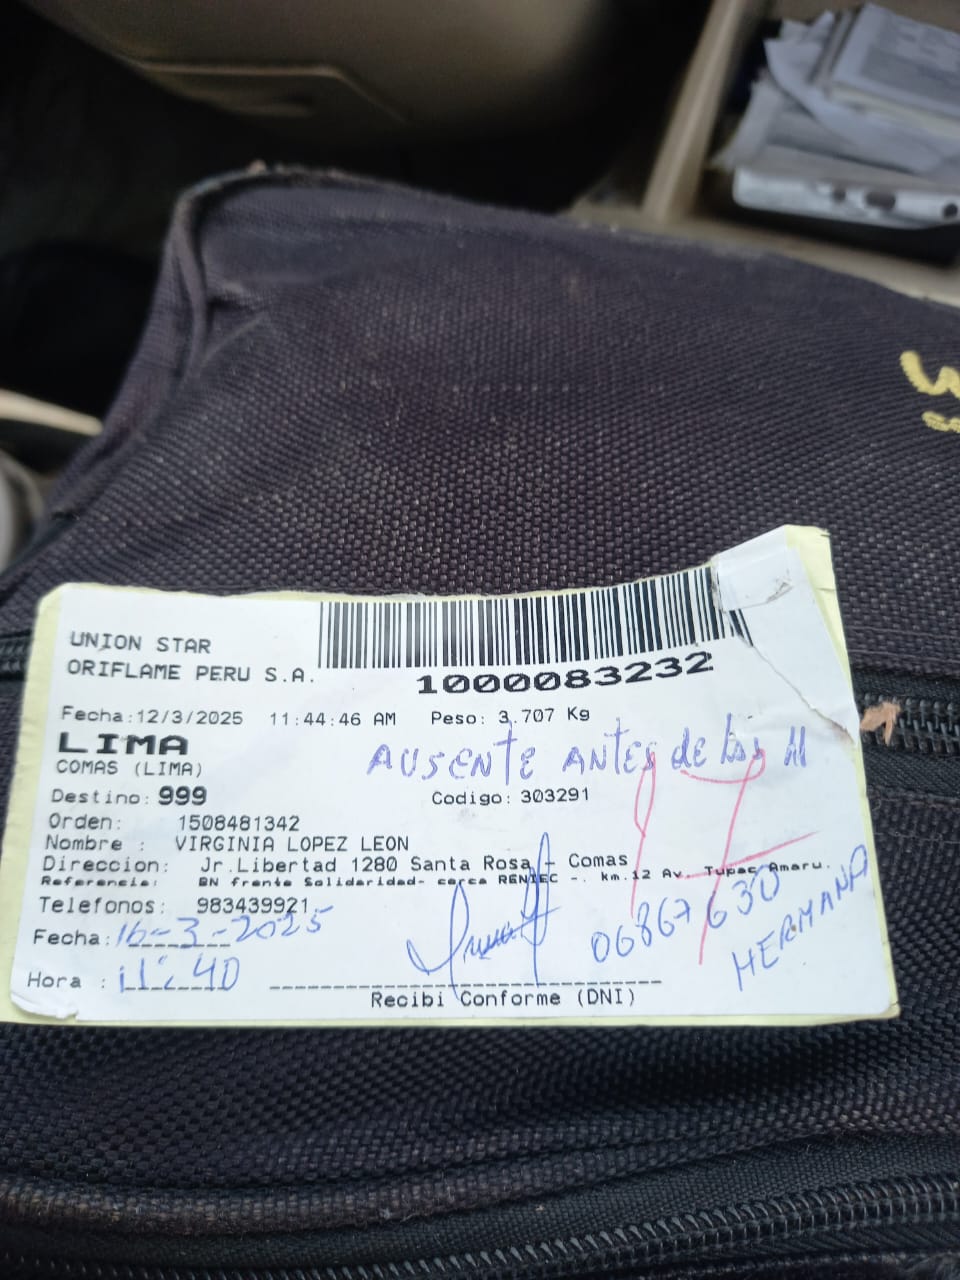 UNION STAR
ORIFLAME PERU S.A.
1000083232
Fecha:12/3/2025 11:44:46 AM Peso: 3.707 Kg
LIMA
AUSENTE ANTES de los 11
COMAS (LIMA)
Destino: 999 Codigo: 303291
17
Orden: 1508481342
Nombre : VIRGINIA LOPEZ LEON
Direccion: Jr.Libertad 1280 Santa Rosa - Comas
Referencia: BN frente Solidaridad- cerca RENIEC -. km.12 Av. Tupac Amaru.
Telefonos: 983439921
Fecha: 16-3-2025
06867630
HERMANA
Hora : 11:40
Recibi Conforme (DNI)